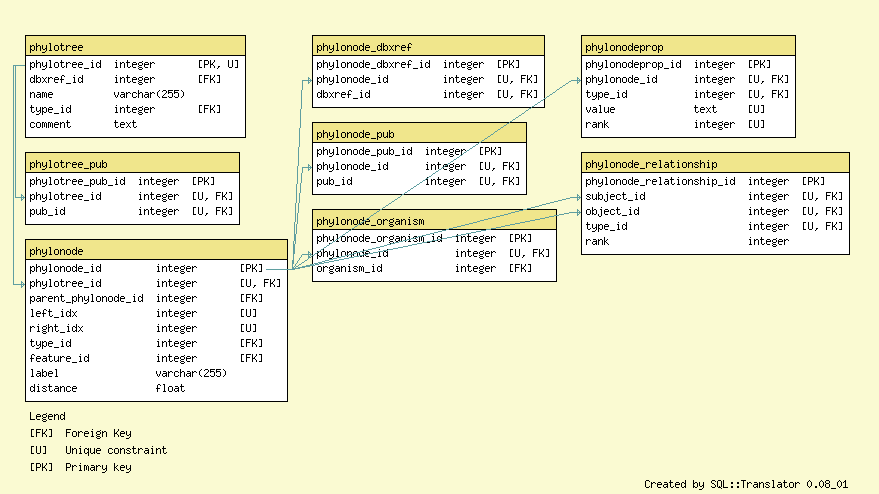 phylotree
phylotree_id integer [PK, U]
dbxref_id integer [FK]
name varchar(255)
type_id integer [FK]
comment text
phylotree_pub
phylotree_pub_id integer [PK]
phylotree_id integer [U, FK]
pub_id integer [U, FK]
phylonode
phylonode_id integer [PK]
phylotree_id integer [U, FK]
parent_phylonode_id integer [FK]
left_idx integer [U]
right_idx integer [U]
type_id integer [FK]
feature_id integer [FK]
label varchar(255)
distance float
phylonode_dbxref
phylonode_dbxref_id integer [PK]
phylonode_id integer [U, FK]
dbxref_id integer [U, FK]
phylonode_pub
phylonode_pub_id integer [PK]
phylonode_id integer [U, FK]
pub_id integer [U, FK]
phylonode_organism
phylonode_organism_id integer [PK]
phylonode_id integer [U, FK]
organism_id integer [FK]
phylonodeprop
phylonodeprop_id integer [PK]
phylonode_id integer [U, FK]
type_id integer [U, FK]
value text [U]
rank integer [U]
phylonode_relationship
phylonode_relationship_id integer [PK]
subject_id integer [U, FK]
object_id integer [U, FK]
type_id integer [U, FK]
rank integer
Legend
[FK] Foreign Key
[U] Unique constraint
[PK] Primary key
Created by SQL::Translator 0.08_01